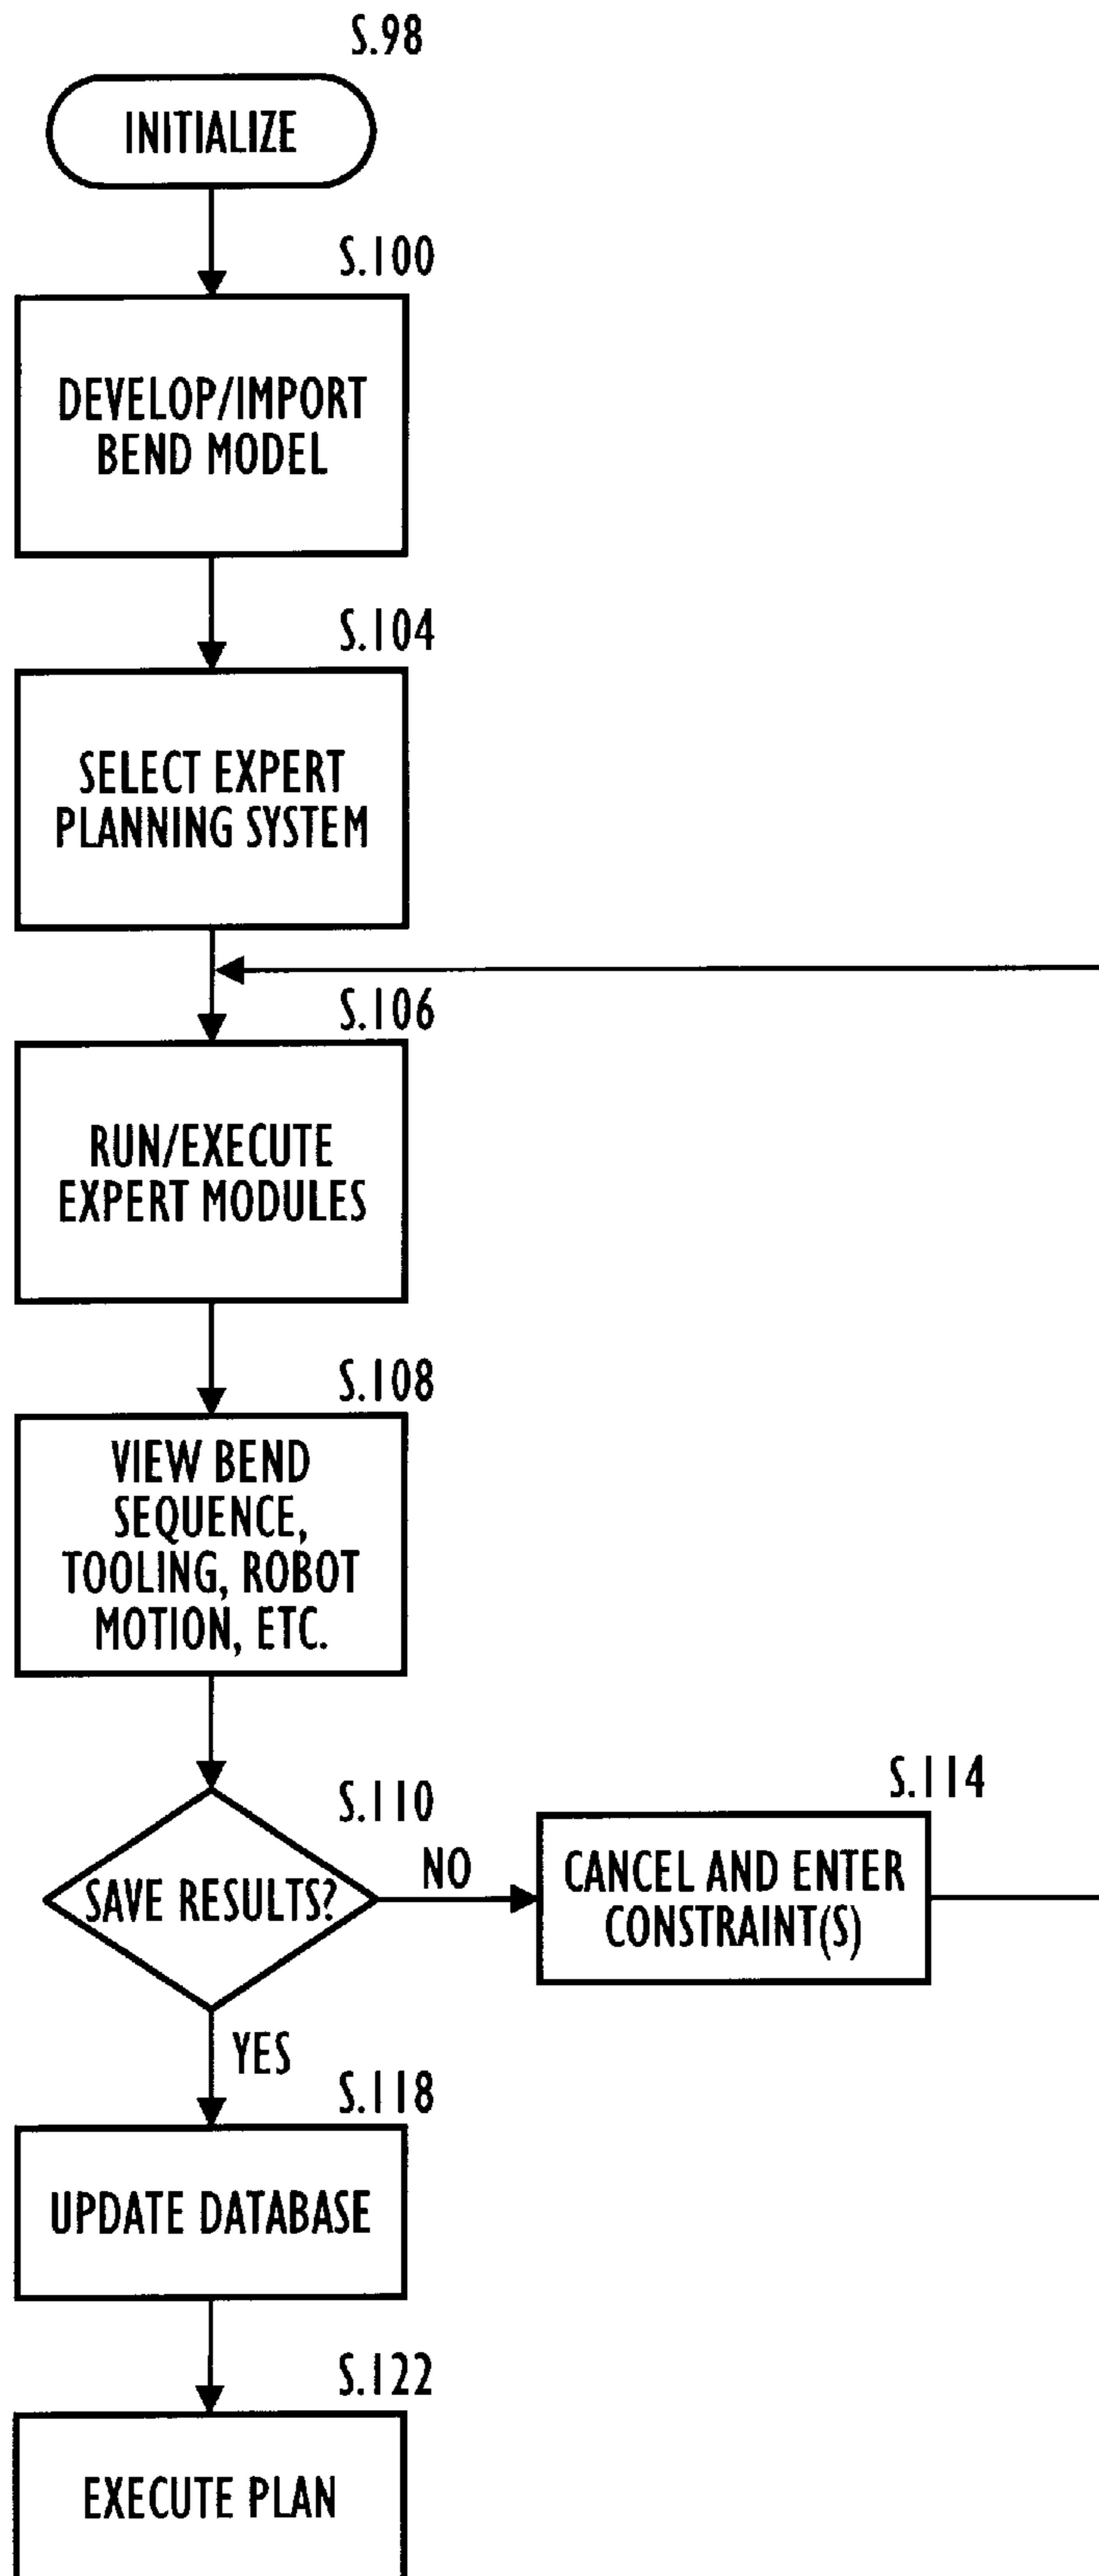 S.98
INITIALIZE
S.100
DEVELOP/IMPORT
BEND MODEL
S.104
SELECT EXPERT
PLANNING SYSTEM
S.106
RUN/EXECUTE
EXPERT MODULES
S.108
VIEW BEND
SEQUENCE,
TOOLING, ROBOT
MOTION, ETC.
S.110
SAVE RESULTS?
NO
S.114
CANCEL AND ENTER
CONSTRAINT(S)
YES
S.118
UPDATE DATABASE
S.122
EXECUTE PLAN